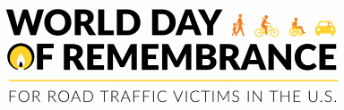 WORLD DAY
OF REMEMBRANCE
FOR ROAD TRAFFIC VICTIMS IN THE U.S.